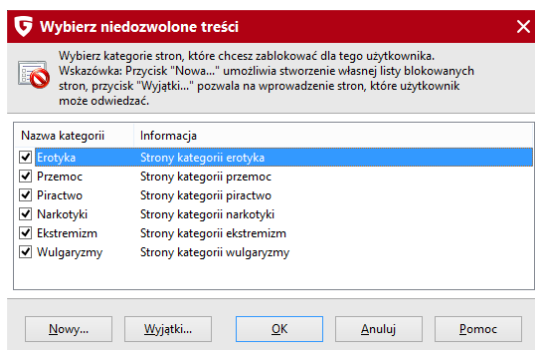 Wybierz niedozwolone treści
Wybierz kategorie stron, które chcesz zablokować dla tego użytkownika.
Wskazówka: Przycisk "Nowa..." umożliwia stworzenie własnej listy blokowanych
stron, przycisk "Wyjątki..." pozwala na wprowadzenie stron, które użytkownik
może odwiedzać.
Nazwa kategorii Informacja
Erotyka Strony kategorii erotyka
Przemoc Strony kategorii przemoc
Piractwo Strony kategorii piractwo
Narkotyki Strony kategorii narkotyki
Ekstremizm Strony kategorii ekstremizm
Wulgaryzmy Strony kategorii wulgaryzmy
Nowy... Wyjątki... OK Anuluj Pomoc